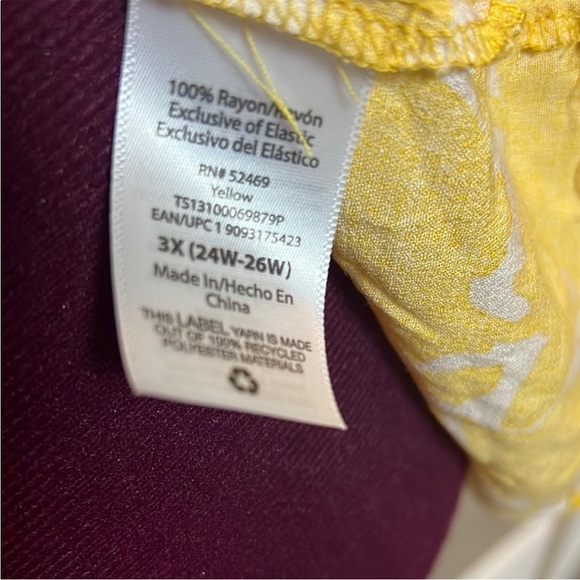 100% Rayon/Rayón
Exclusive of Elastic
Exclusivo del Elástico
RN# 52469
Yellow
TS13100069879P
EAN/UPC 1 9093175423
3X (24W-26W)
Made In/Hecho En
China
THIS LABEL YARN IS MADE
OUT OF 100% RECYCLED
POLYESTER MATERIALS